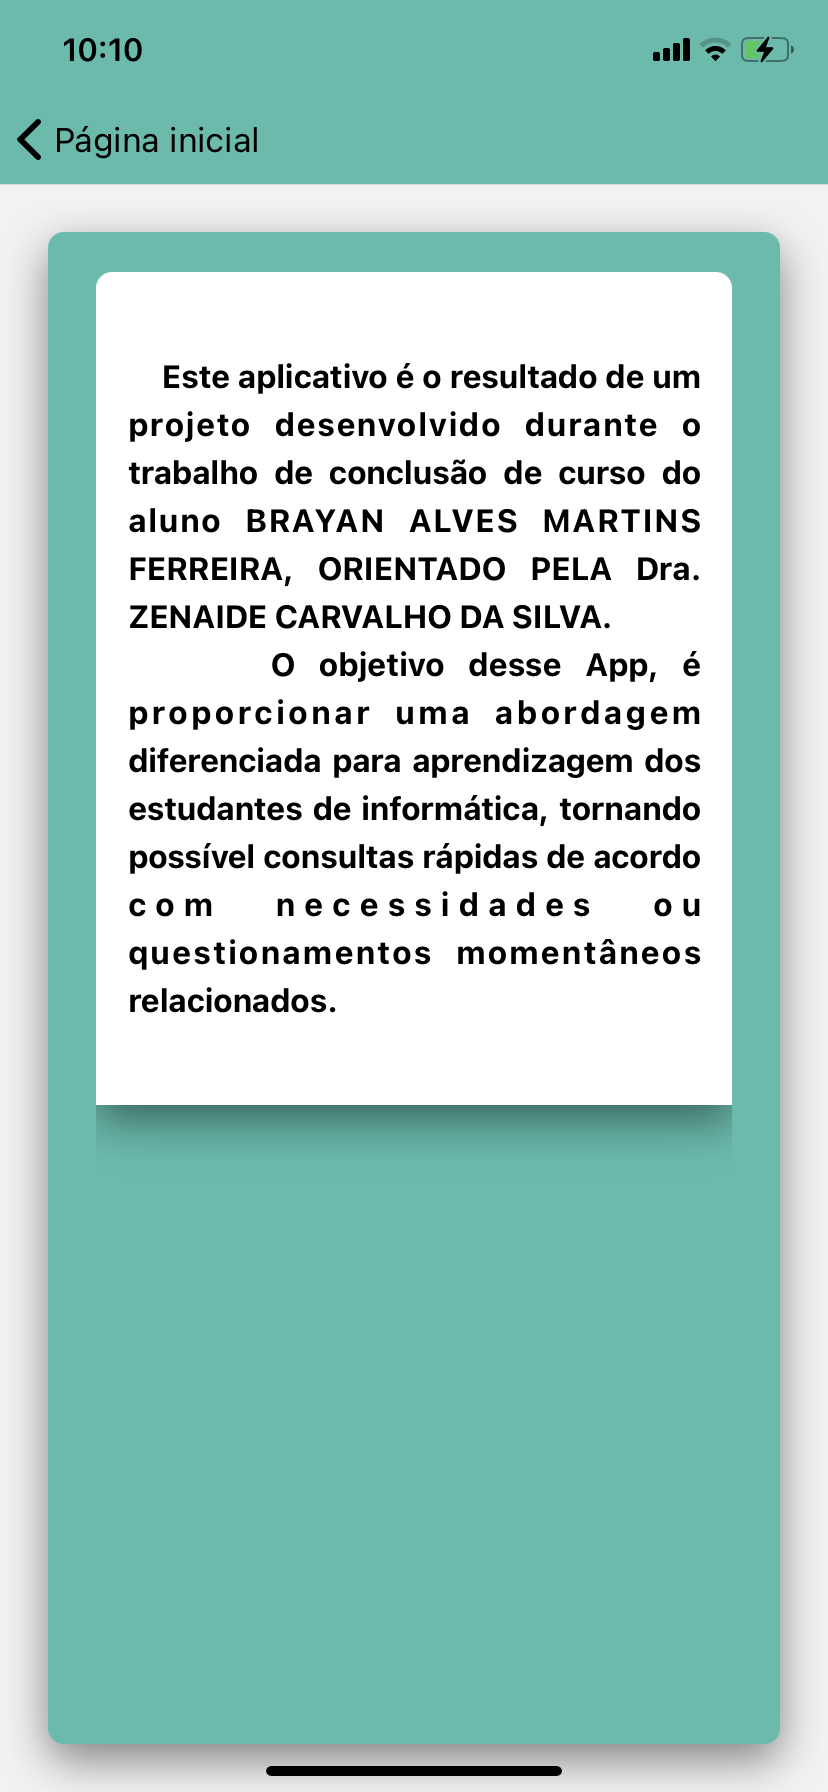 10:10
Página inicial
Este aplicativo é o resultado de um
projeto desenvolvido durante o
trabalho de conclusão de curso do
aluno BRAYAN ALVES MARTINS
FERREIRA, ORIENTADO PELA Dra.
ZENAIDE CARVALHO DA SILVA.
O objetivo desse App, é
proporcionar uma abordagem
diferenciada para aprendizagem dos
estudantes de informática, tornando
possível consultas rápidas de acordo
com necessidades ou
questionamentos momentâneos
relacionados.